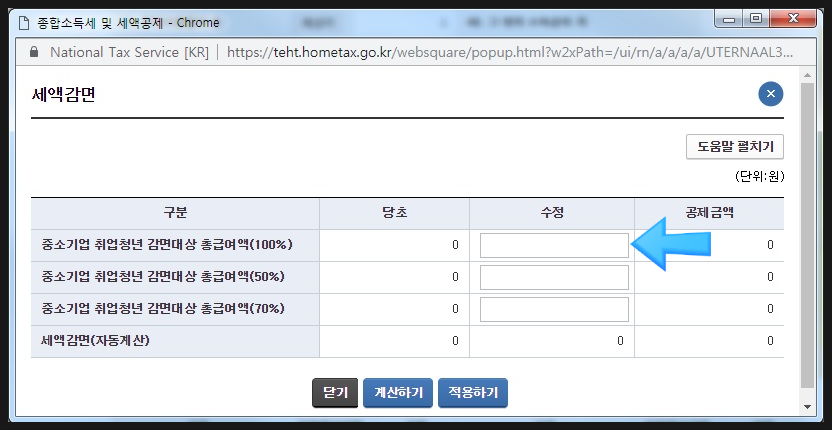 종합소득세 및 세액공제 - Chrome
National Tax Service [KR] | https://teht.hometax.go.kr/websquare/popup.html?w2xPath=/ui/rn/a/a/a/a/UTERNAAL3...
세액감면
도움말 펼치기
(단위:원)
구분 당초 수정 공제금액
중소기업 취업청년 감면대상 총급여액(100%) 0 0
중소기업 취업청년 감면대상 총급여액(50%) 0 0
중소기업 취업청년 감면대상 총급여액(70%) 0 0
세액감면(자동계산) 0 0 0
닫기 계산하기 적용하기